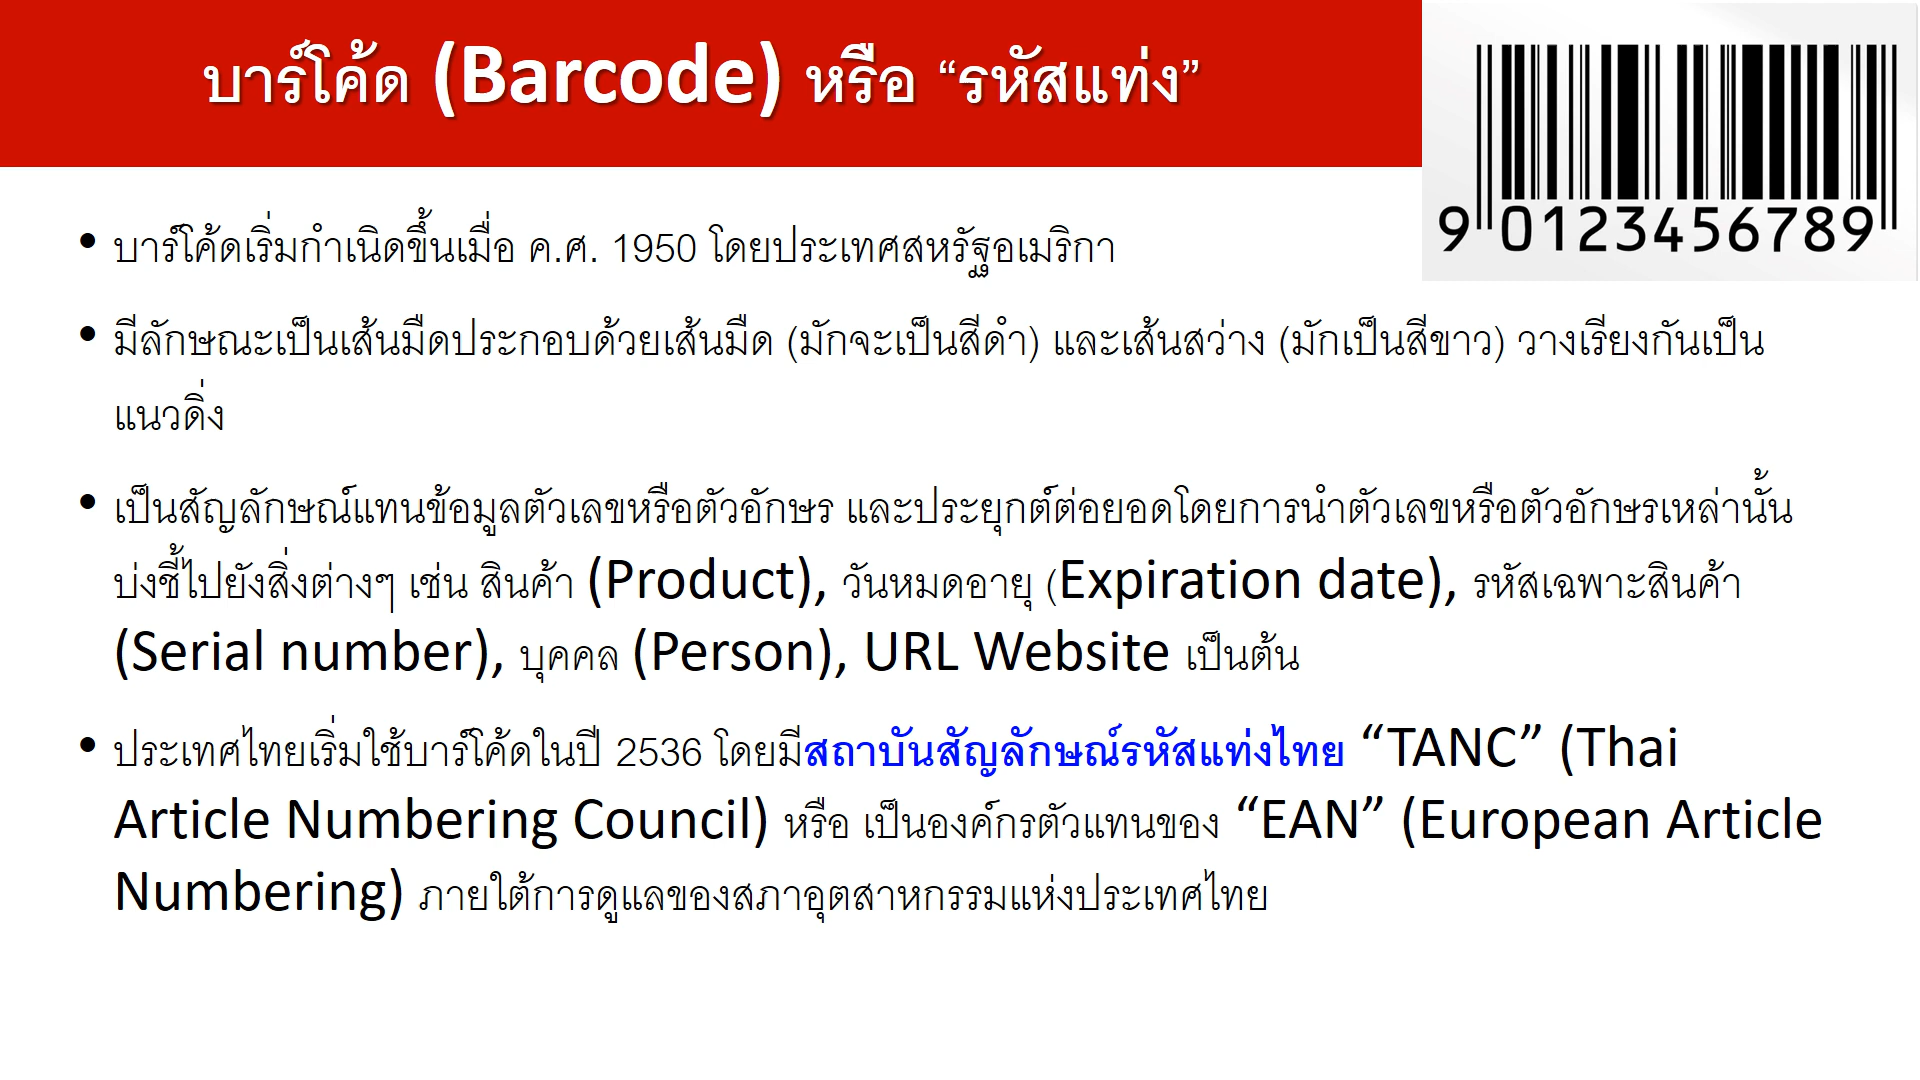 บาร์โค้ด (Barcode) หรือ “รหัสแท่ง”
9 0123456789
• บาร์โค้ดเริ่มกำเนิดขึ้นเมื่อ ค.ศ. 1950 โดยประเทศสหรัฐอเมริกา
• มีลักษณะเป็นเส้นมืดประกอบด้วยเส้นมืด (มักจะเป็นสีดำ) และเส้นสว่าง (มักเป็นสีขาว) วางเรียงกันเป็น
แนวดิ่ง
• เป็นสัญลักษณ์แทนข้อมูลตัวเลขหรือตัวอักษร และประยุกต์ต่อยอดโดยการนำตัวเลขหรือตัวอักษรเหล่านั้น
บ่งชี้ไปยังสิ่งต่างๆ เช่น สินค้า (Product), วันหมดอายุ (Expiration date), รหัสเฉพาะสินค้า
(Serial number), บุคคล (Person), URL Website เป็นต้น
• ประเทศไทยเริ่มใช้บาร์โค้ดในปี 2536 โดยมีสถาบันสัญลักษณ์รหัสแท่งไทย “TANC” (Thai
Article Numbering Council) หรือ เป็นองค์กรตัวแทนของ “EAN” (European Article
Numbering) ภายใต้การดูแลของสภาอุตสาหกรรมแห่งประเทศไทย